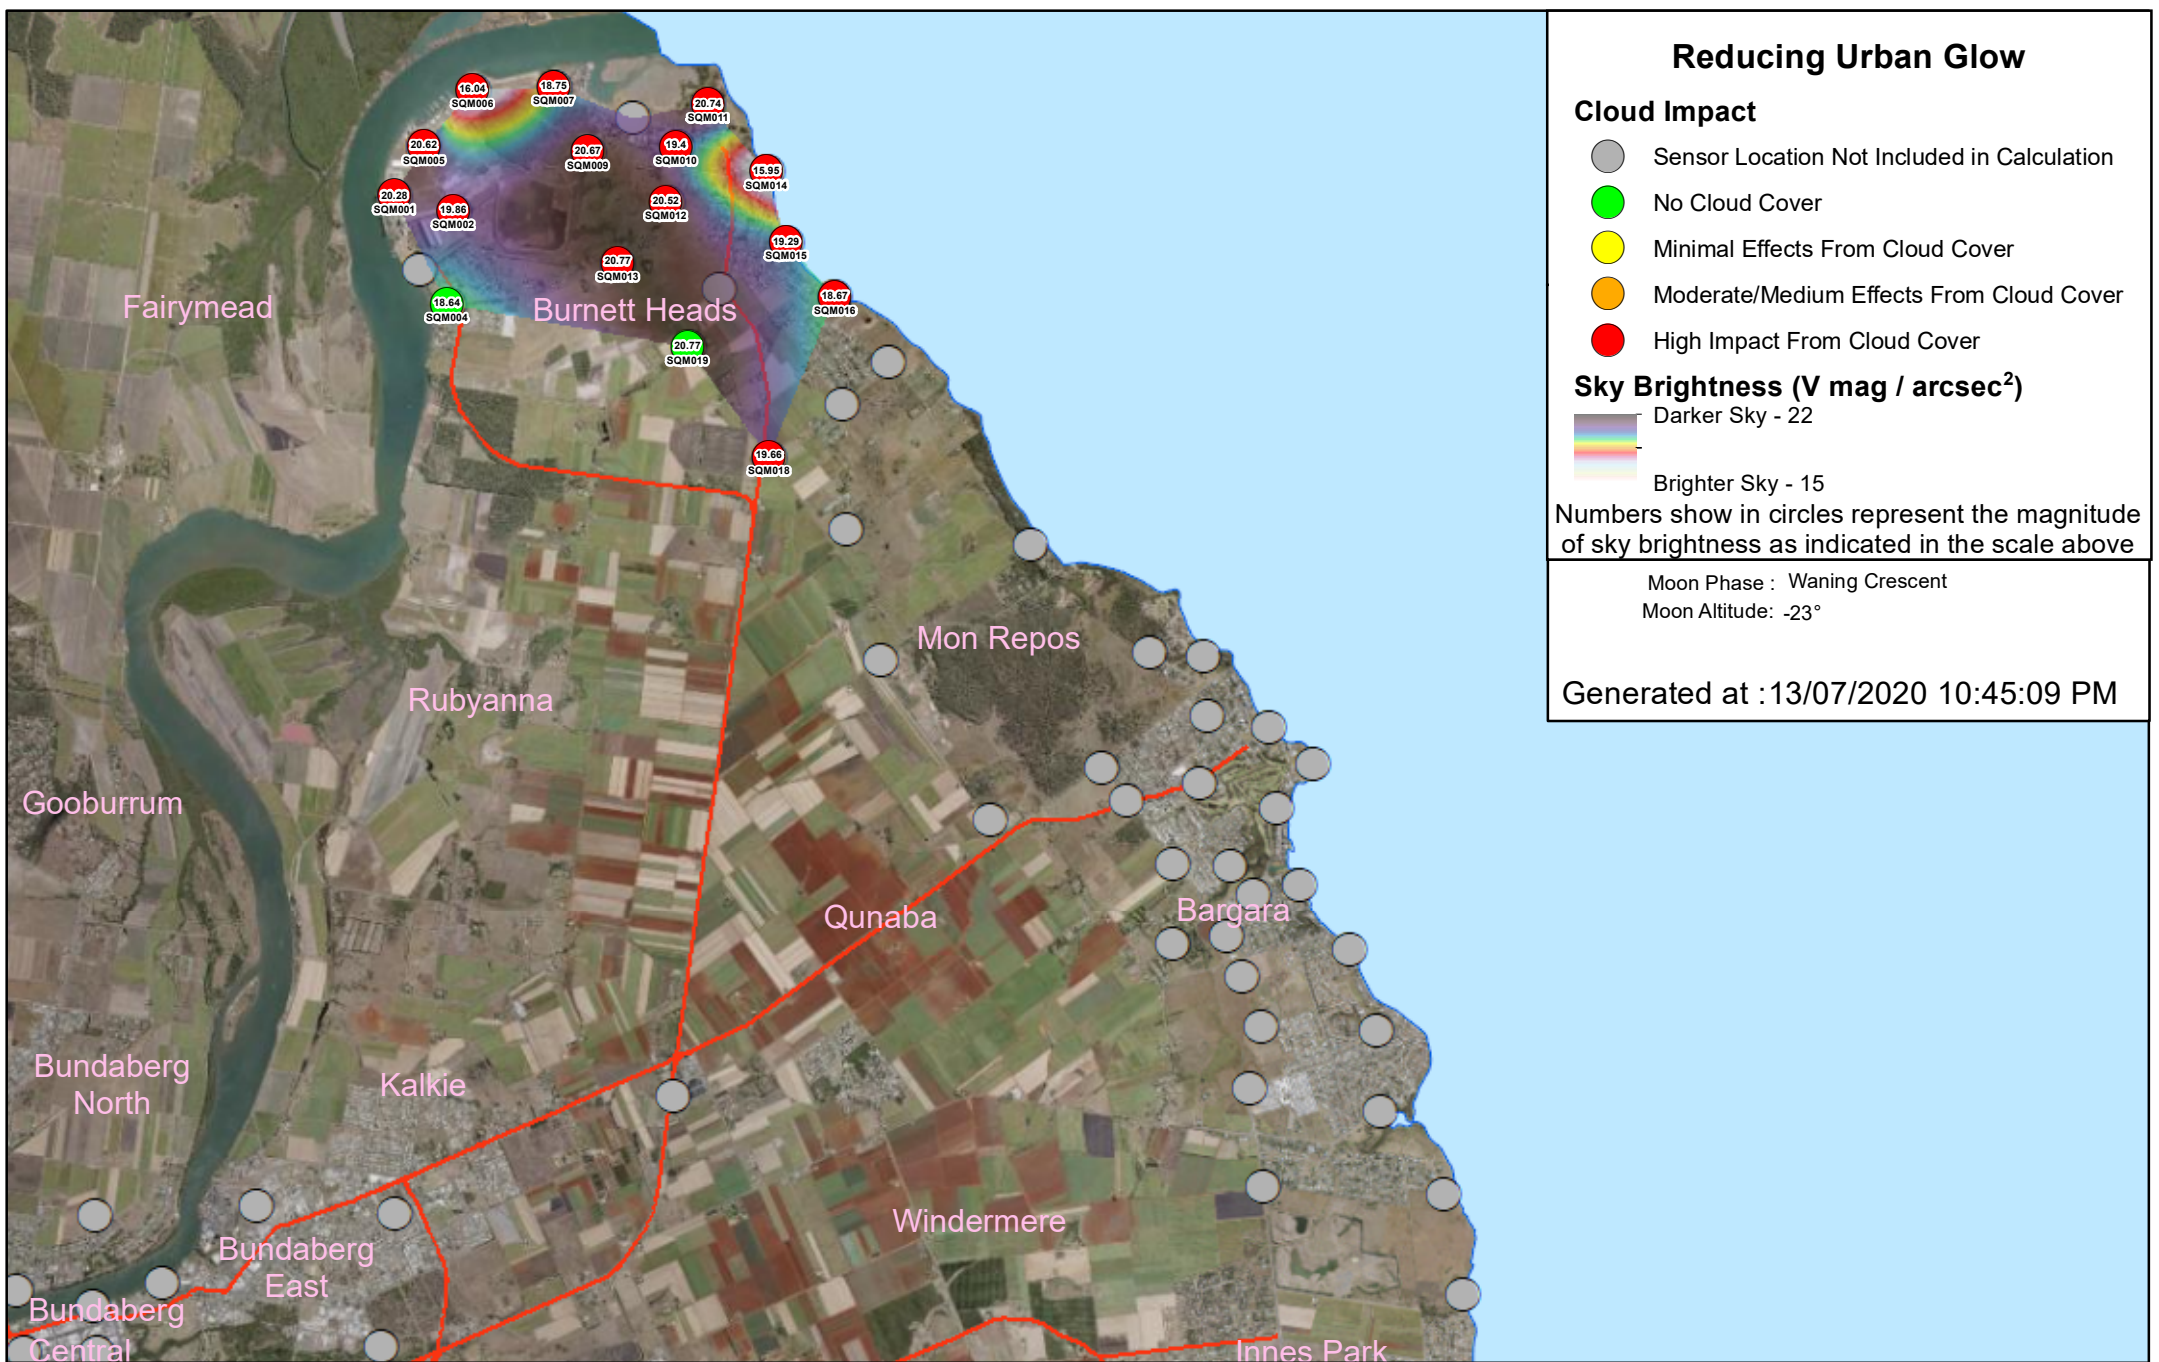 Reducing Urban Glow
Cloud Impact
Sensor Location Not Included in Calculation
No Cloud Cover
Minimal Effects From Cloud Cover
Moderate/Medium Effects From Cloud Cover
High Impact From Cloud Cover
Sky Brightness (V mag / arcsec²)
Darker Sky - 22
Brighter Sky - 15
Numbers show in circles represent the magnitude
of sky brightness as indicated in the scale above
Moon Phase : Waning Crescent
Moon Altitude: -23°
Generated at :13/07/2020 10:45:09 PM
16.04
SQM006
18.75
SQM007
20.74
SQM011
20.62
SQM005
20.67
SQM009
19.4
SQM010
15.95
SQM014
20.28
SQM001
19.86
SQM002
20.52
SQM012
19.29
SQM015
20.77
SQM013
18.64
SQM004
18.67
SQM016
20.77
SQM019
19.66
SQM018
Fairymead
Burnett Heads
Mon Repos
Rubyanna
Gooburrum
Qunaba
Bargara
Bundaberg
North
Kalkie
Windermere
Bundaberg
East
Bundaberg
Central
Innes Park